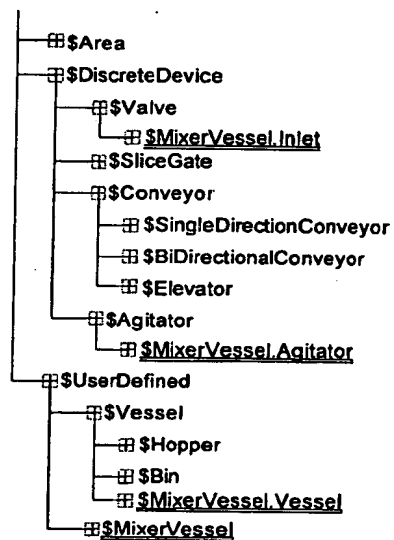 $Area
$DiscreteDevice
$Valve
$MixerVessel.Inlet
$SliceGate
$Conveyor
$SingleDirectionConveyor
$BiDirectionalConveyor
$Elevator
$Agitator
$MixerVessel.Agitator
$UserDefined
$Vessel
$Hopper
$Bin
$MixerVessel.Vessel
$MixerVessel